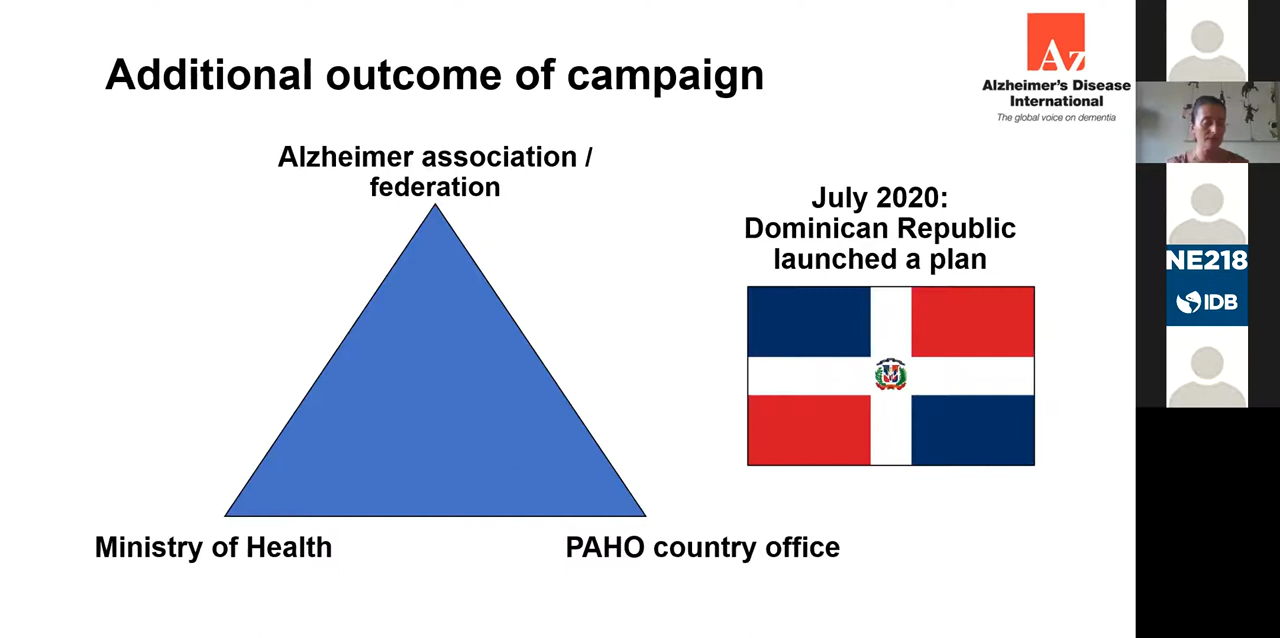 Additional outcome of campaign
Az
Alzheimer's Disease
International
The global voice on dementia
Alzheimer association /
federation
July 2020:
Dominican Republic
launched a plan
Ministry of Health
PAHO country office
NE218
IDB